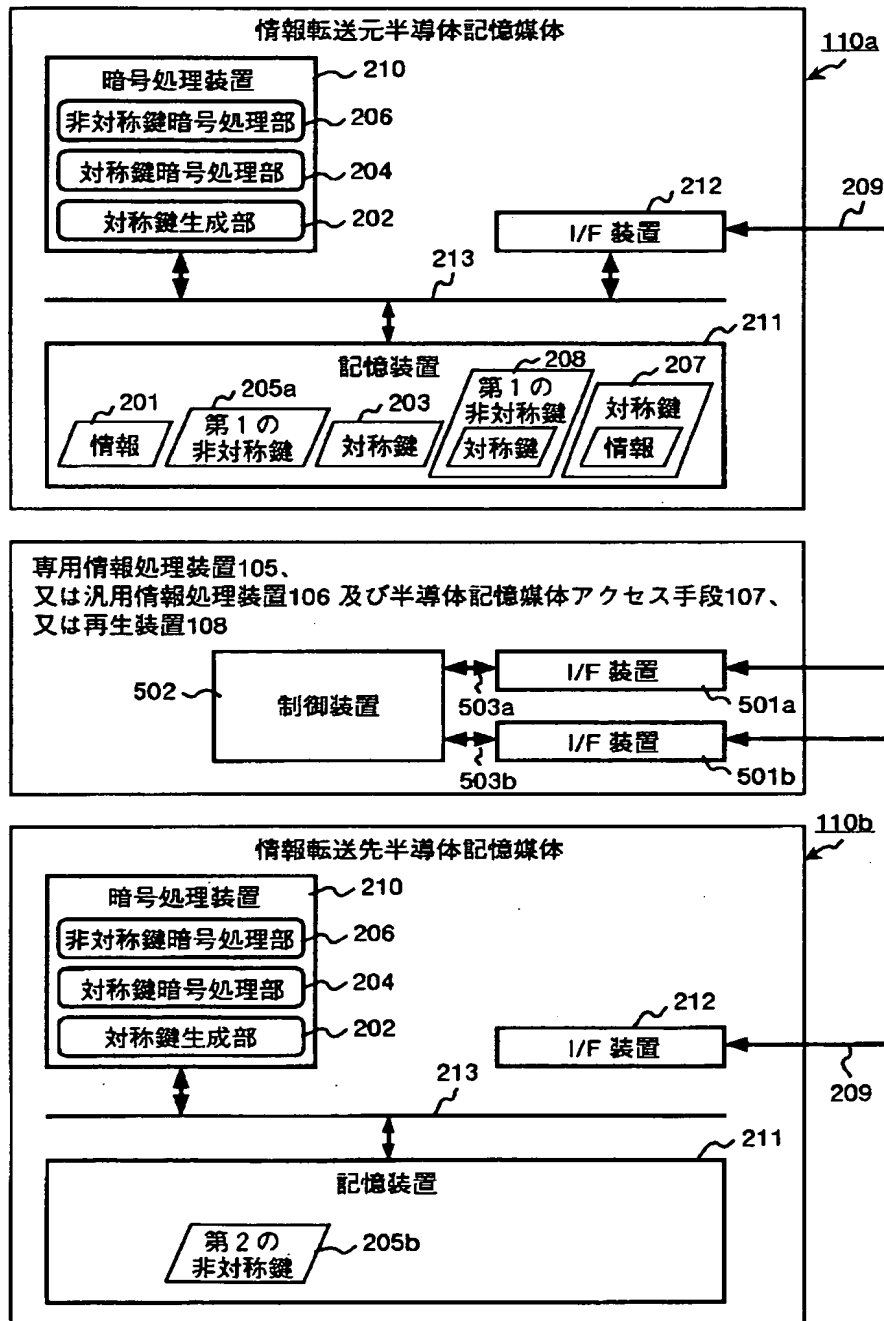 情報転送元半導体記憶媒体
110a
暗号処理装置
210
非対称鍵暗号処理部
206
対称鍵暗号処理部
204
対称鍵生成部
202
212
I/F 装置
209
213
211
記憶装置
201
情報
205a
第1の
非対称鍵
203
対称鍵
208
第1の
非対称鍵
対称鍵
207
対称鍵
情報
専用情報処理装置105、
又は汎用情報処理装置106 及び半導体記憶媒体アクセス手段107、
又は再生装置108
502
制御装置
503a
I/F 装置
501a
503b
I/F 装置
501b
110b
情報転送先半導体記憶媒体
暗号処理装置
210
非対称鍵暗号処理部
206
対称鍵暗号処理部
204
対称鍵生成部
202
212
I/F 装置
209
213
211
記憶装置
第2の
非対称鍵
205b